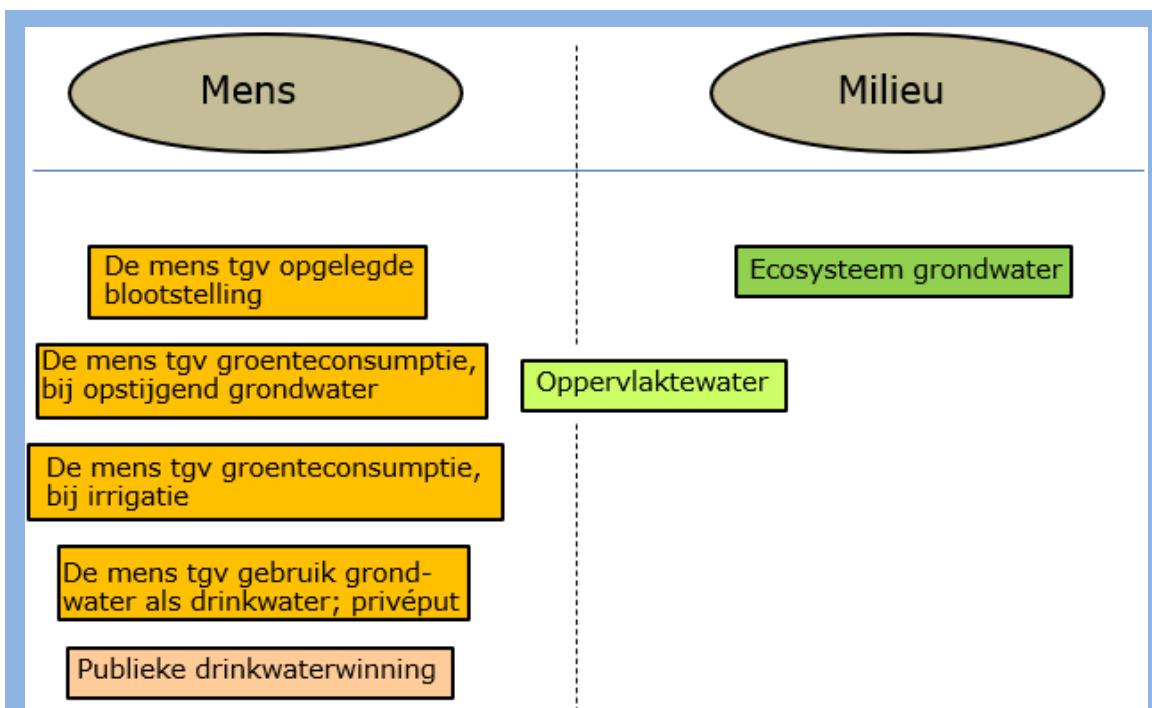 Mens
Milieu
De mens tgv opgelegde
blootstelling
Ecosysteem grondwater
De mens tgv groenteconsumptie,
bij opstijgend grondwater
Oppervlaktewater
De mens tgv groenteconsumptie,
bij irrigatie
De mens tgv gebruik grond-
water als drinkwater; privéput
Publieke drinkwaterwinning